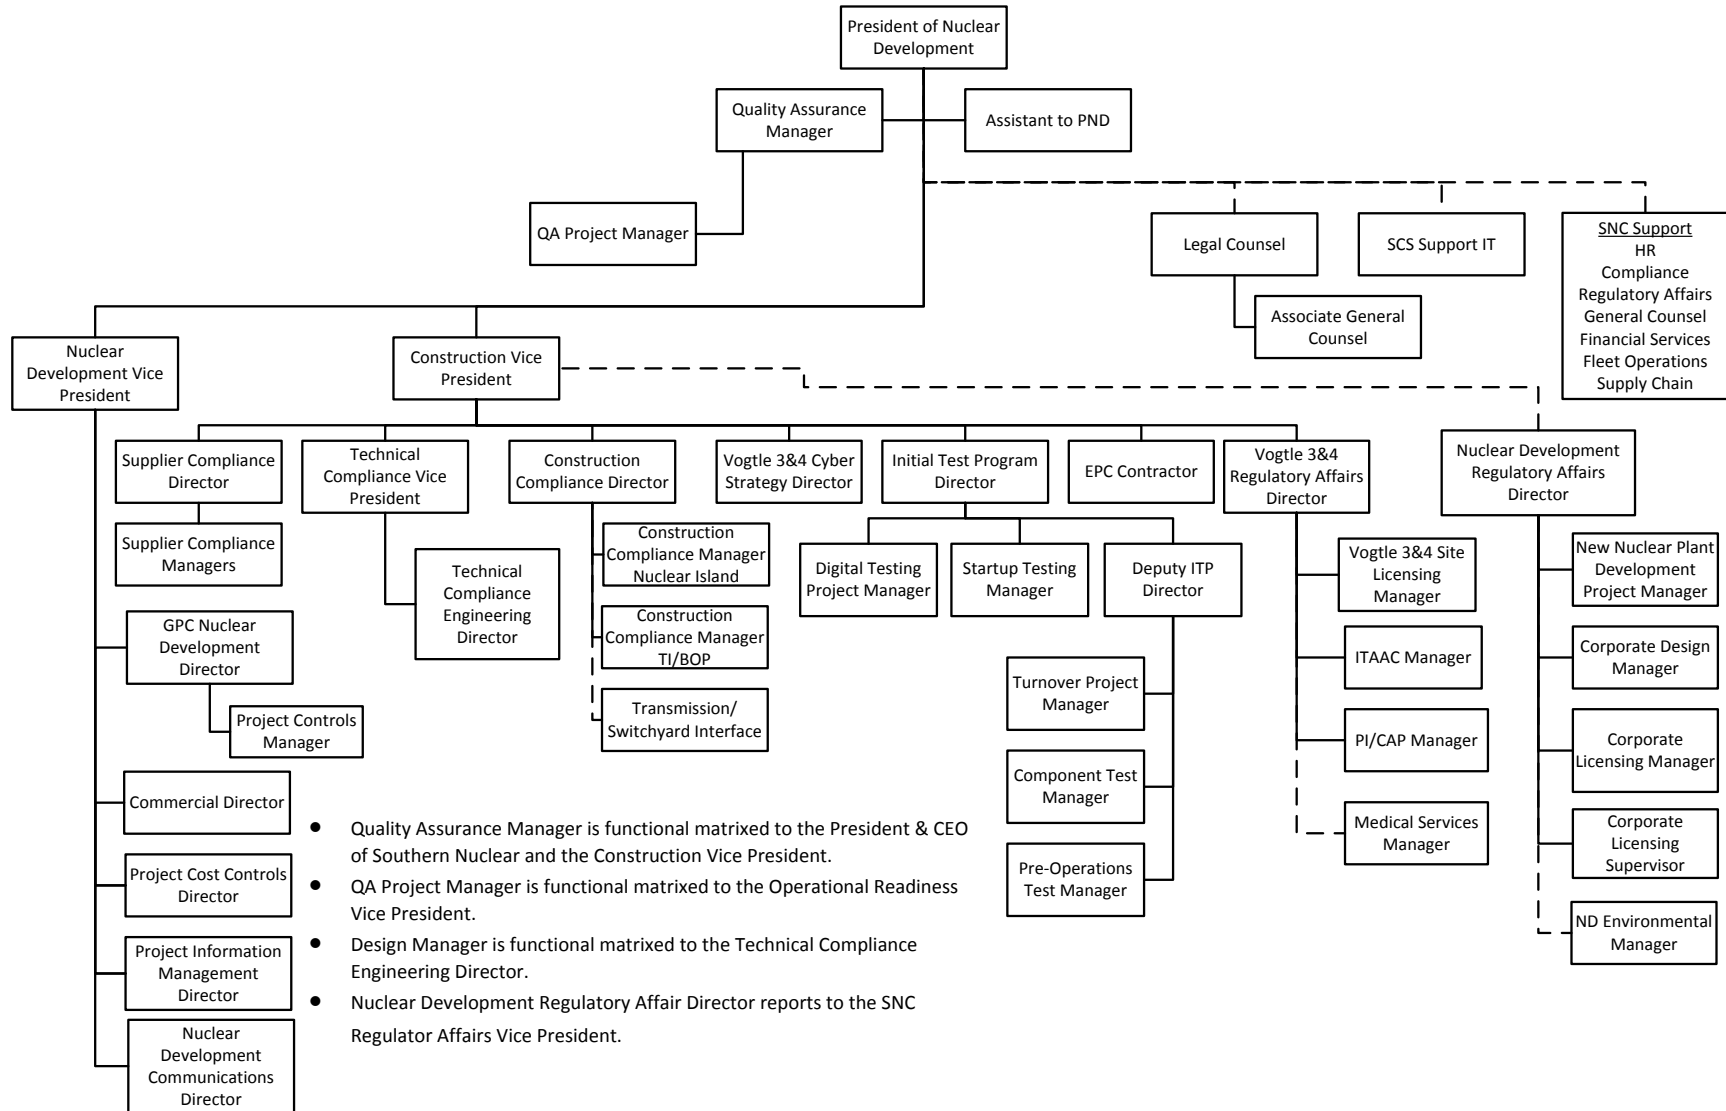 President of Nuclear
Development
Quality Assurance
Manager
Assistant to PND
QA Project Manager
Legal Counsel
SCS Support IT
SNC Support
HR
Compliance
Regulatory Affairs
General Counsel
Financial Services
Fleet Operations
Supply Chain
Associate General
Counsel
Nuclear
Development Vice
President
Construction Vice
President
Supplier Compliance
Director
Technical
Compliance Vice
President
Construction
Compliance Director
Vogtle 3&4 Cyber
Strategy Director
Initial Test Program
Director
EPC Contractor
Vogtle 3&4
Regulatory Affairs
Director
Nuclear Development
Regulatory Affairs
Director
Supplier Compliance
Managers
Technical
Compliance
Engineering
Director
Construction
Compliance Manager
Nuclear Island
Construction
Compliance Manager
TI/BOP
Transmission/
Switchyard Interface
Digital Testing
Project Manager
Startup Testing
Manager
Deputy ITP
Director
Turnover Project
Manager
Component Test
Manager
Pre-Operations
Test Manager
Vogtle 3&4 Site
Licensing
Manager
ITAAC Manager
PI/CAP Manager
Medical Services
Manager
New Nuclear Plant
Development
Project Manager
Corporate Design
Manager
Corporate
Licensing Manager
Corporate
Licensing
Supervisor
ND Environmental
Manager
GPC Nuclear
Development
Director
Project Controls
Manager
Commercial Director
Project Cost Controls
Director
Project Information
Management
Director
Nuclear
Development
Communications
Director
● Quality Assurance Manager is functional matrixed to the President & CEO
of Southern Nuclear and the Construction Vice President.
● QA Project Manager is functional matrixed to the Operational Readiness
Vice President.
● Design Manager is functional matrixed to the Technical Compliance
Engineering Director.
● Nuclear Development Regulatory Affair Director reports to the SNC
Regulator Affairs Vice President.